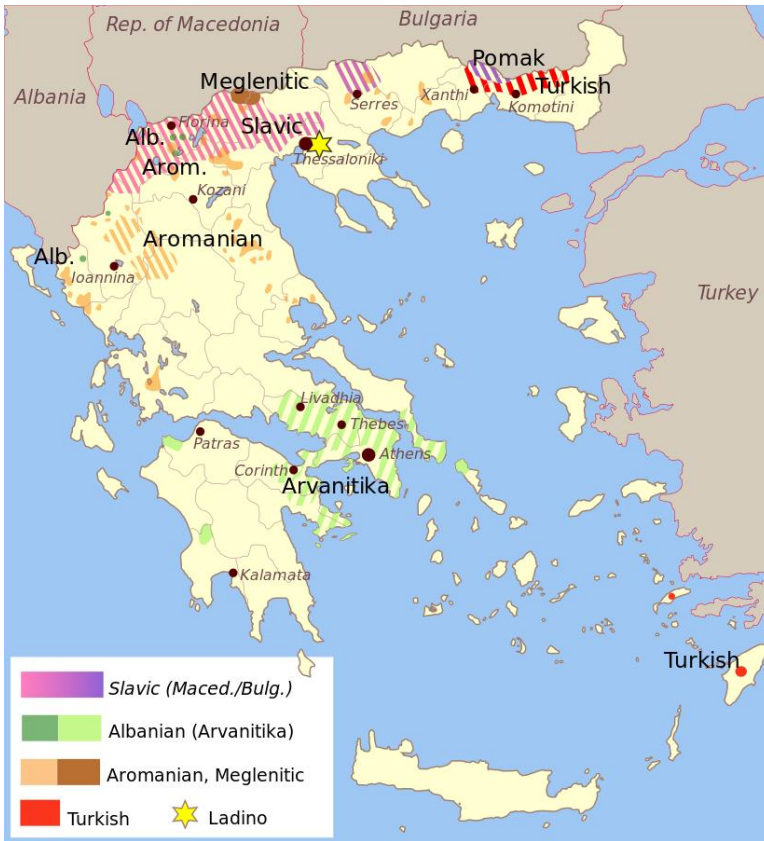 Rep. of Macedonia
Bulgaria
Albania
Pomak
Meglenitic
Turkish
Xanthi
Serres
Komotini
Florina
Slavic
Alb.
Thessaloniki
Arom.
Kozani
Aromanian
Alb.
Ioannina
Turkey
Livadhia
Thebes
Patras
Athens
Corinth
Arvanitika
Kalamata
Turkish
Slavic (Maced./Bulg.)
Albanian (Arvanitika)
Aromanian, Meglenitic
Turkish
Ladino